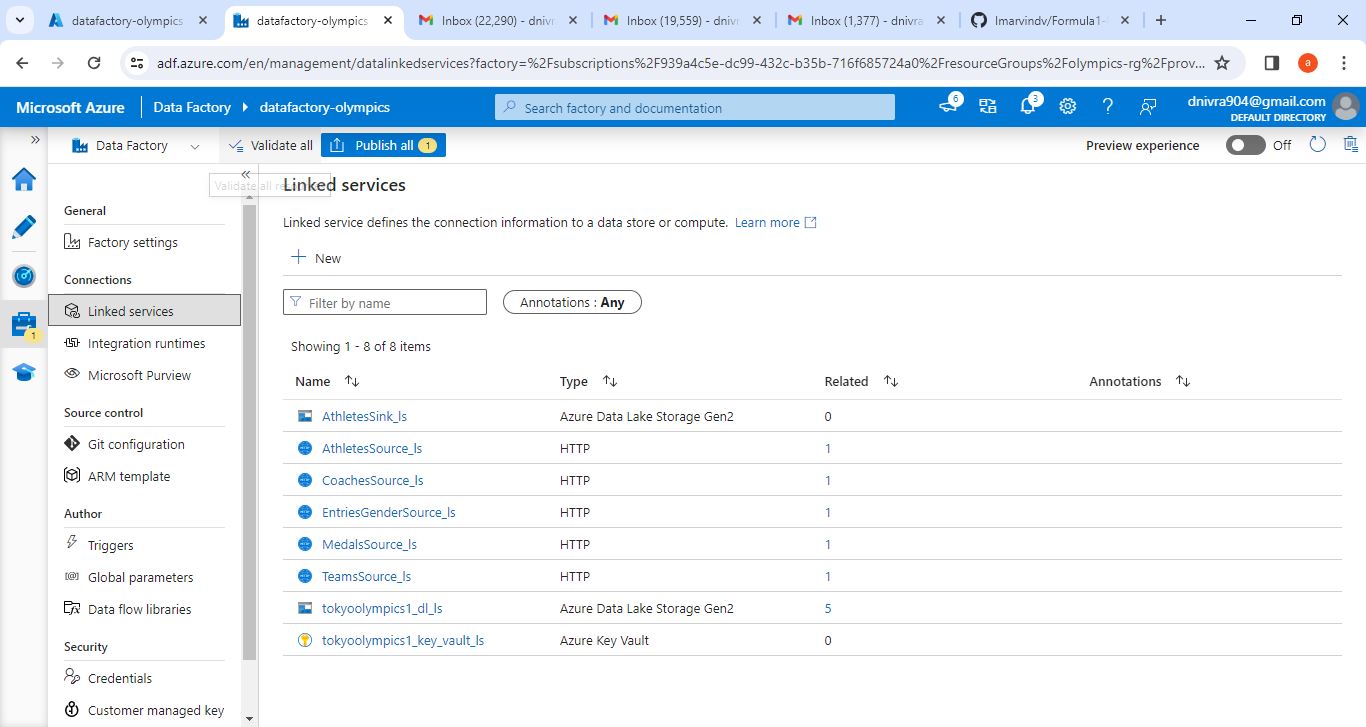 datafactory-olympics
datafactory-olympics
Inbox (22,290) - dnivr
Inbox (19,559) - dnivr
Inbox (1,377) - dnivra
lmarvindv/Formula1-
adf.azure.com/en/management/datalinkedservices?factory=%2Fsubscriptions%2F939a4c5e-dc99-432c-b35b-716f685724a0%2FresourceGroups%2Folympics-rg%2Fprov...
a
Microsoft Azure
Data Factory
datafactory-olympics
Search factory and documentation
6
3
dnivra904@gmail.com
DEFAULT DIRECTORY
Data Factory
Validate all
Publish all 1
Preview experience
Off
Validate all
Linked services
General
Linked service defines the connection information to a data store or compute. Learn more
Factory settings
New
Connections
Filter by name
Annotations : Any
Linked services
1
Integration runtimes
Showing 1 - 8 of 8 items
Microsoft Purview
Name Type Related Annotations
Source control
AthletesSink_ls Azure Data Lake Storage Gen2 0
Git configuration
AthletesSource_ls HTTP 1
ARM template
CoachesSource_ls HTTP 1
Author
EntriesGenderSource_ls HTTP 1
Triggers
MedalsSource_ls HTTP 1
Global parameters
TeamsSource_ls HTTP 1
Data flow libraries
tokyoolympics1_dl_ls Azure Data Lake Storage Gen2 5
Security
tokyoolympics1_key_vault_ls Azure Key Vault 0
Credentials
Customer managed key